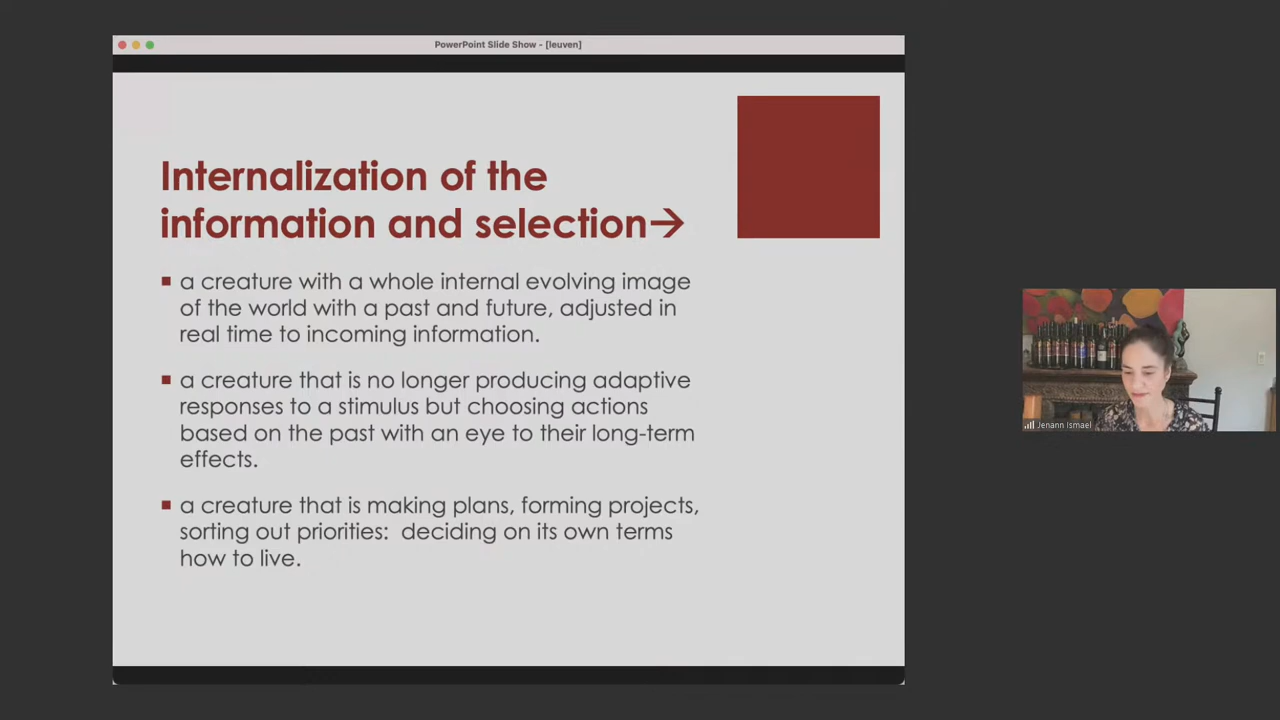 PowerPoint Slide Show - [leuven]
Internalization of the
information and selection→
▪ a creature with a whole internal evolving image
of the world with a past and future, adjusted in
real time to incoming information.
▪ a creature that is no longer producing adaptive
responses to a stimulus but choosing actions
based on the past with an eye to their long-term
effects.
▪ a creature that is making plans, forming projects,
sorting out priorities:  deciding on its own terms
how to live.
Jenann Ismael